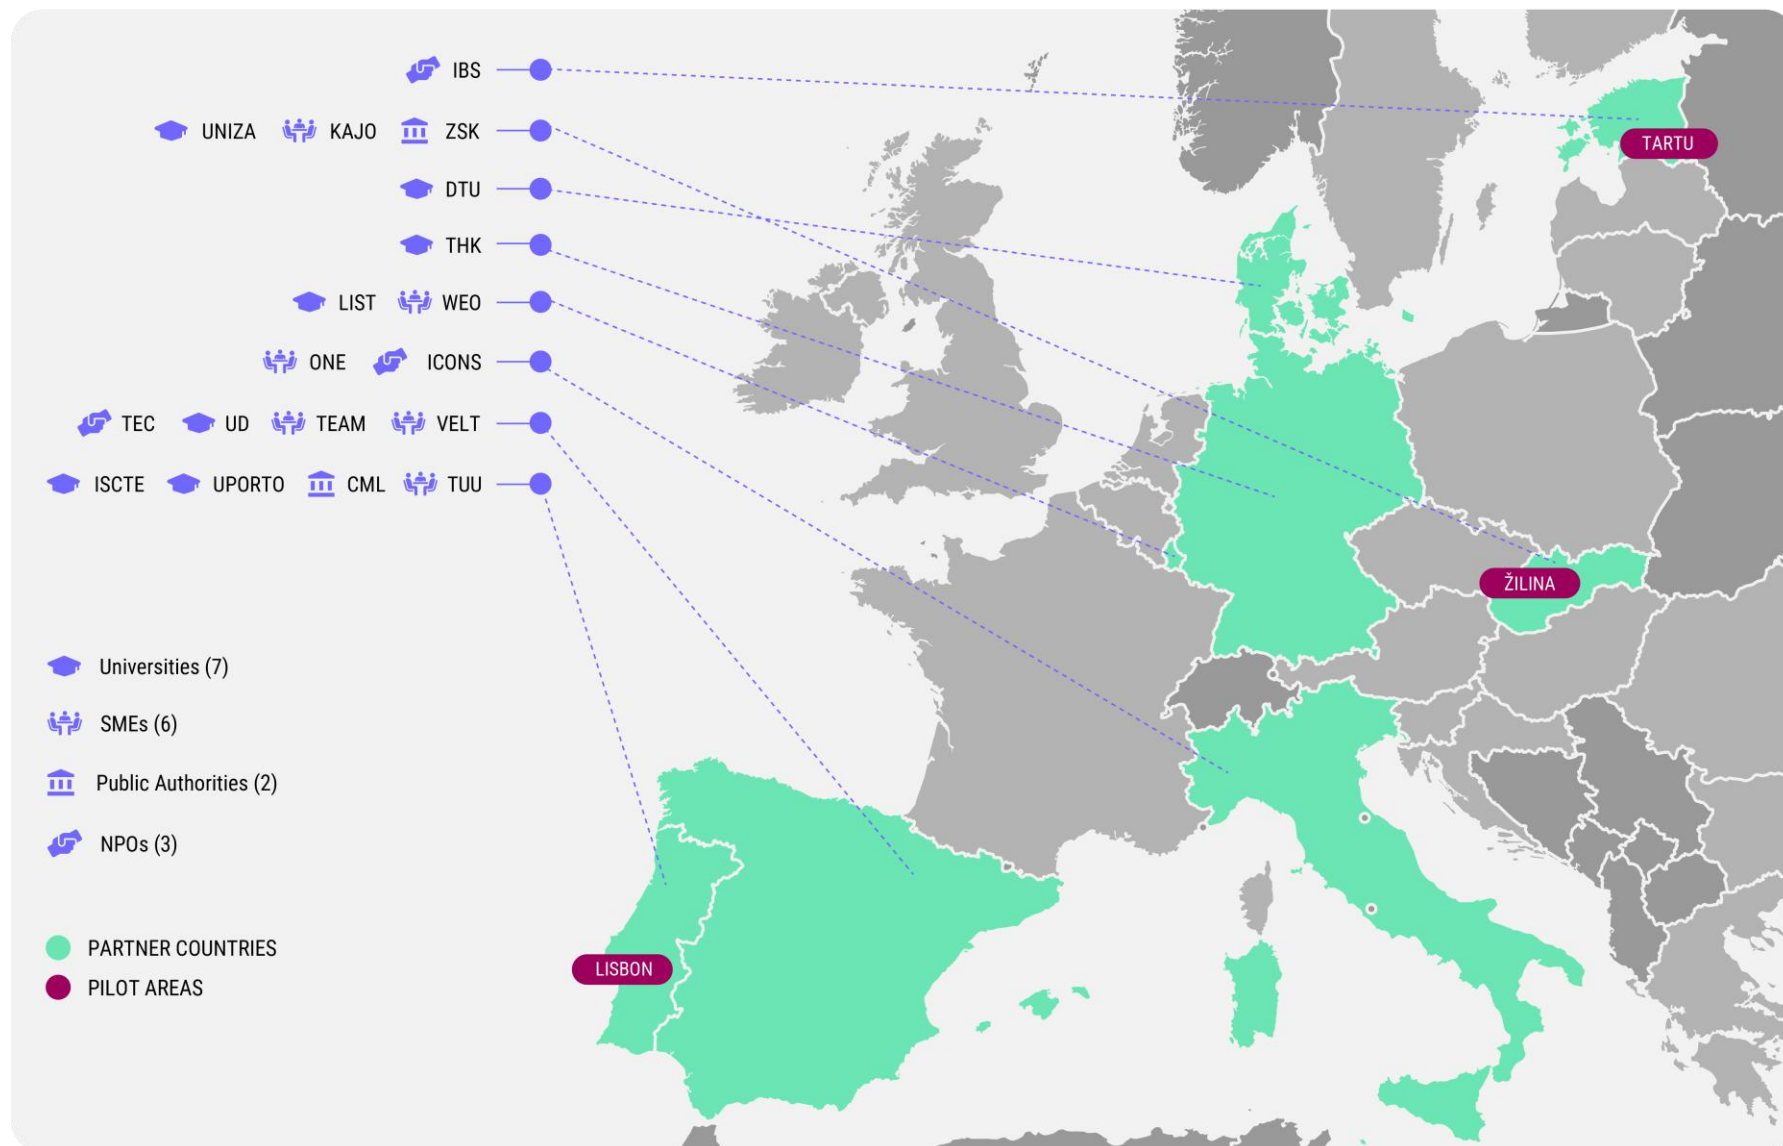 IBS
UNIZA KAJO ZSK
DTU
THK
LIST WEO
ONE ICONS
TEC UD TEAM VELT
ISCTE UPORTO CML TUU
Universities (7)
SMEs (6)
Public Authorities (2)
NPOs (3)
PARTNER COUNTRIES
PILOT AREAS
TARTU
ŽILINA
LISBON